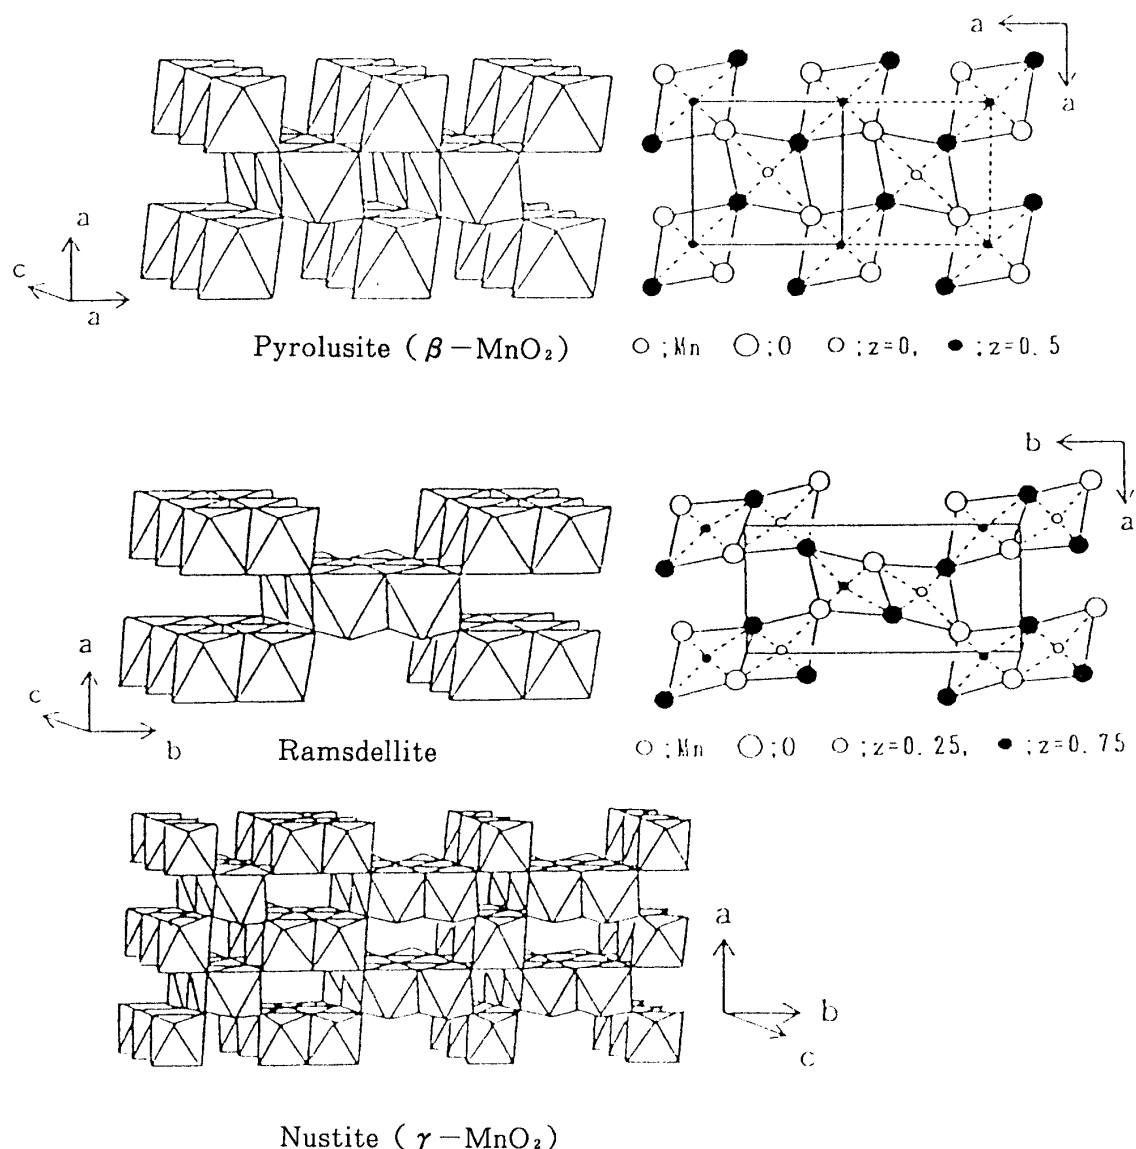 a
a
a
c
a
Pyrolusite ( β－MnO₂)
○ ;Mn ○ ;O ○ ;z=0, ● ;z=0.5
b
a
a
c
b
Ramsdellite
○ ;Mn ○ ;O ○ ;z=0.25, ● ;z=0.75
a
b
c
Nustite ( γ－MnO₂)